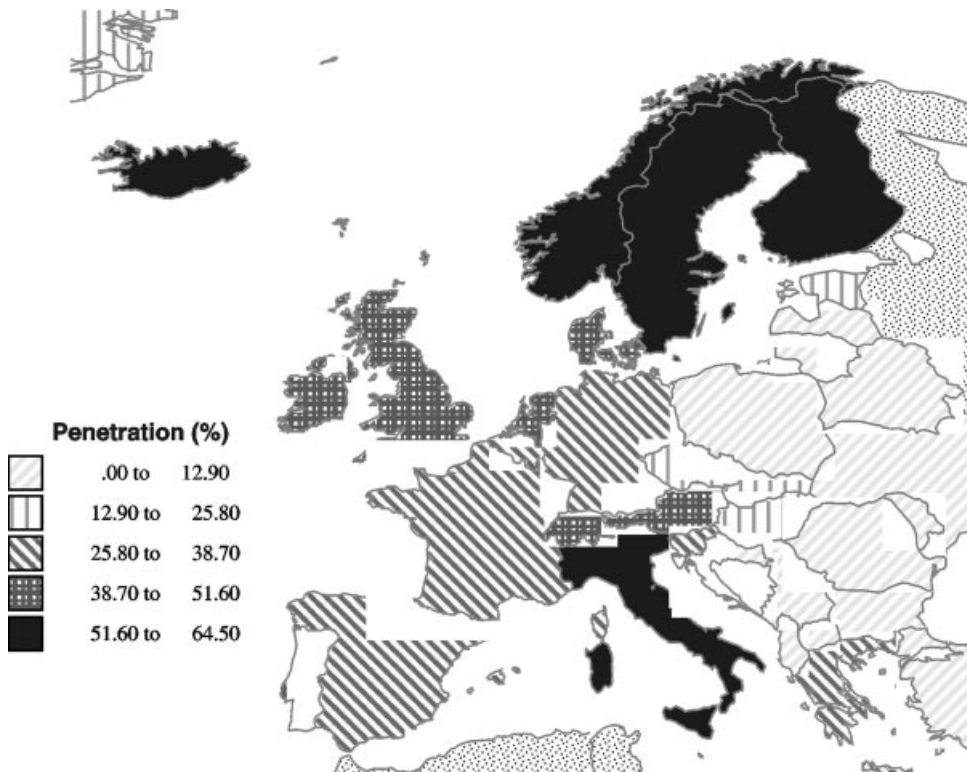 Penetration (%)
.00 to 12.90
12.90 to 25.80
25.80 to 38.70
38.70 to 51.60
51.60 to 64.50